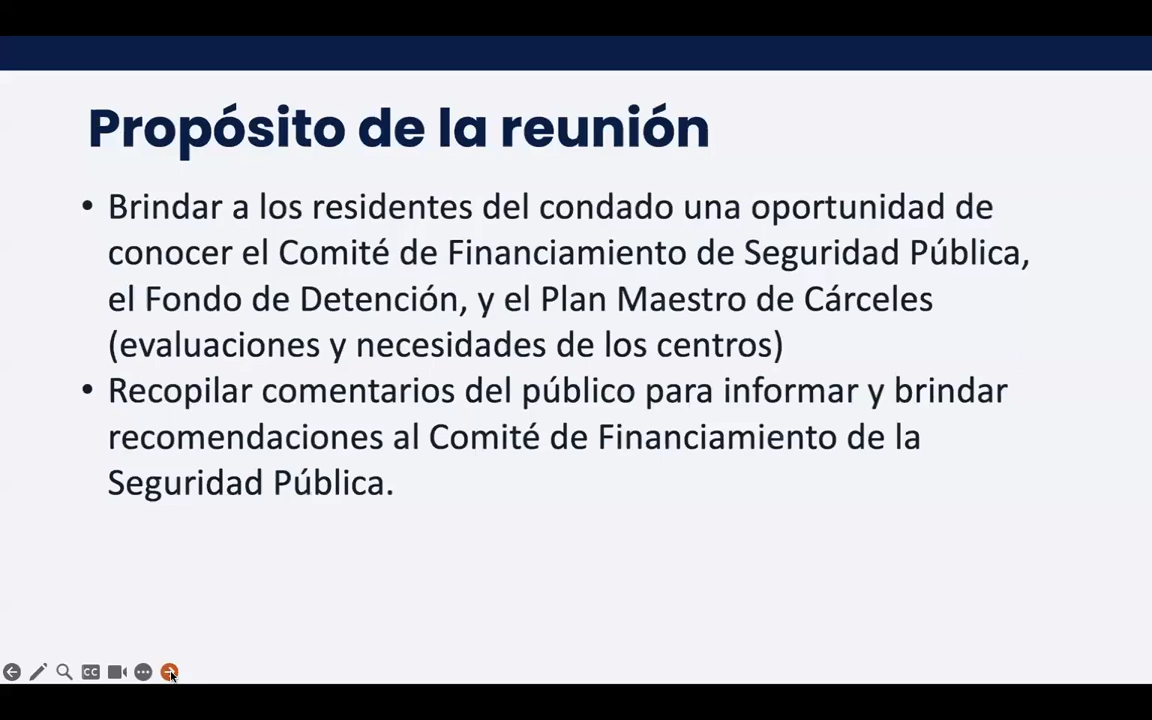 Propósito de la reunión
• Brindar a los residentes del condado una oportunidad de
conocer el Comité de Financiamiento de Seguridad Pública,
el Fondo de Detención, y el Plan Maestro de Cárceles
(evaluaciones y necesidades de los centros)
• Recopilar comentarios del público para informar y brindar
recomendaciones al Comité de Financiamiento de la
Seguridad Pública.
CC